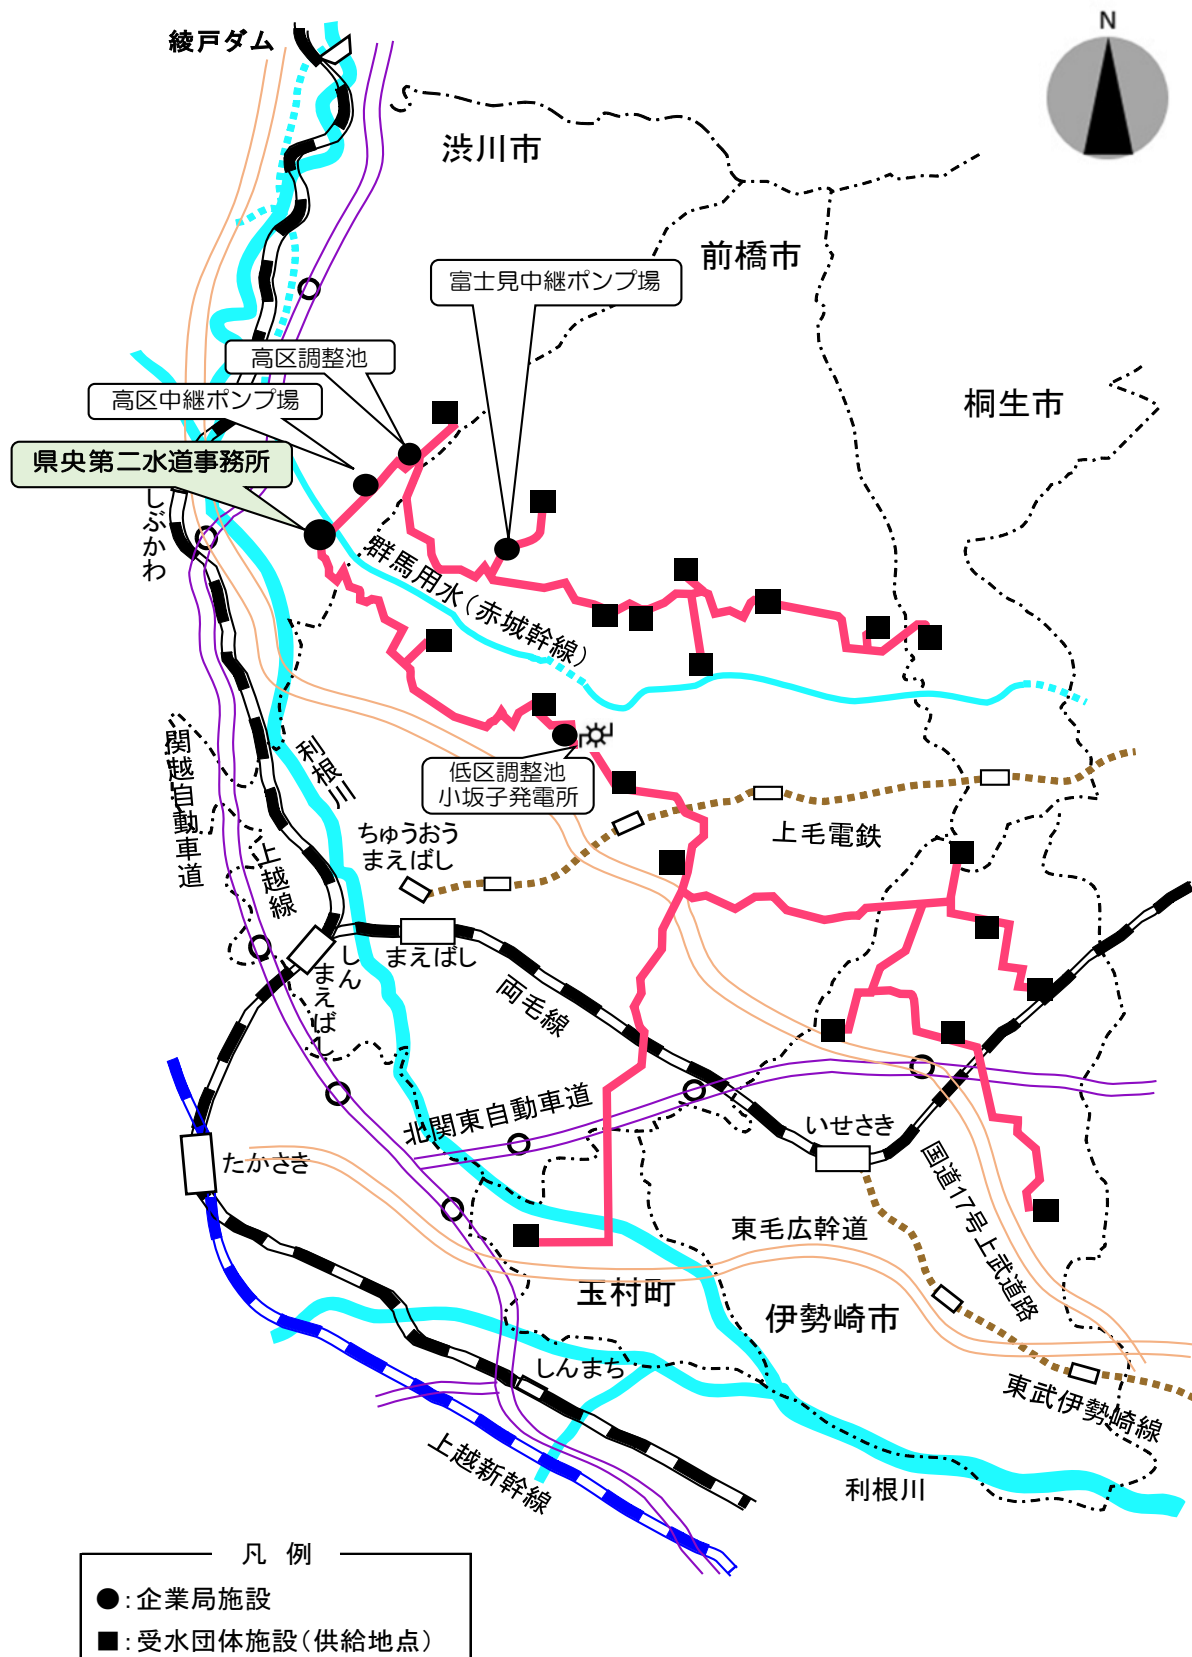 N
綾戸ダム
渋川市
前橋市
富士見中継ポンプ場
高区調整池
高区中継ポンプ場
桐生市
県央第二水道事務所
しぶかわ
群馬用水(赤城幹線)
利根川
関越自動車道
低区調整池
小坂子発電所
上毛電鉄
ちゅうおう
まえばし
上越線
まえばし
しん
まえばし
両毛線
北関東自動車道
いせさき
たかさき
国道17号上武道路
東毛広幹道
玉村町
伊勢崎市
しんまち
東武伊勢崎線
上越新幹線
利根川
凡 例
●:企業局施設
■:受水団体施設(供給地点)